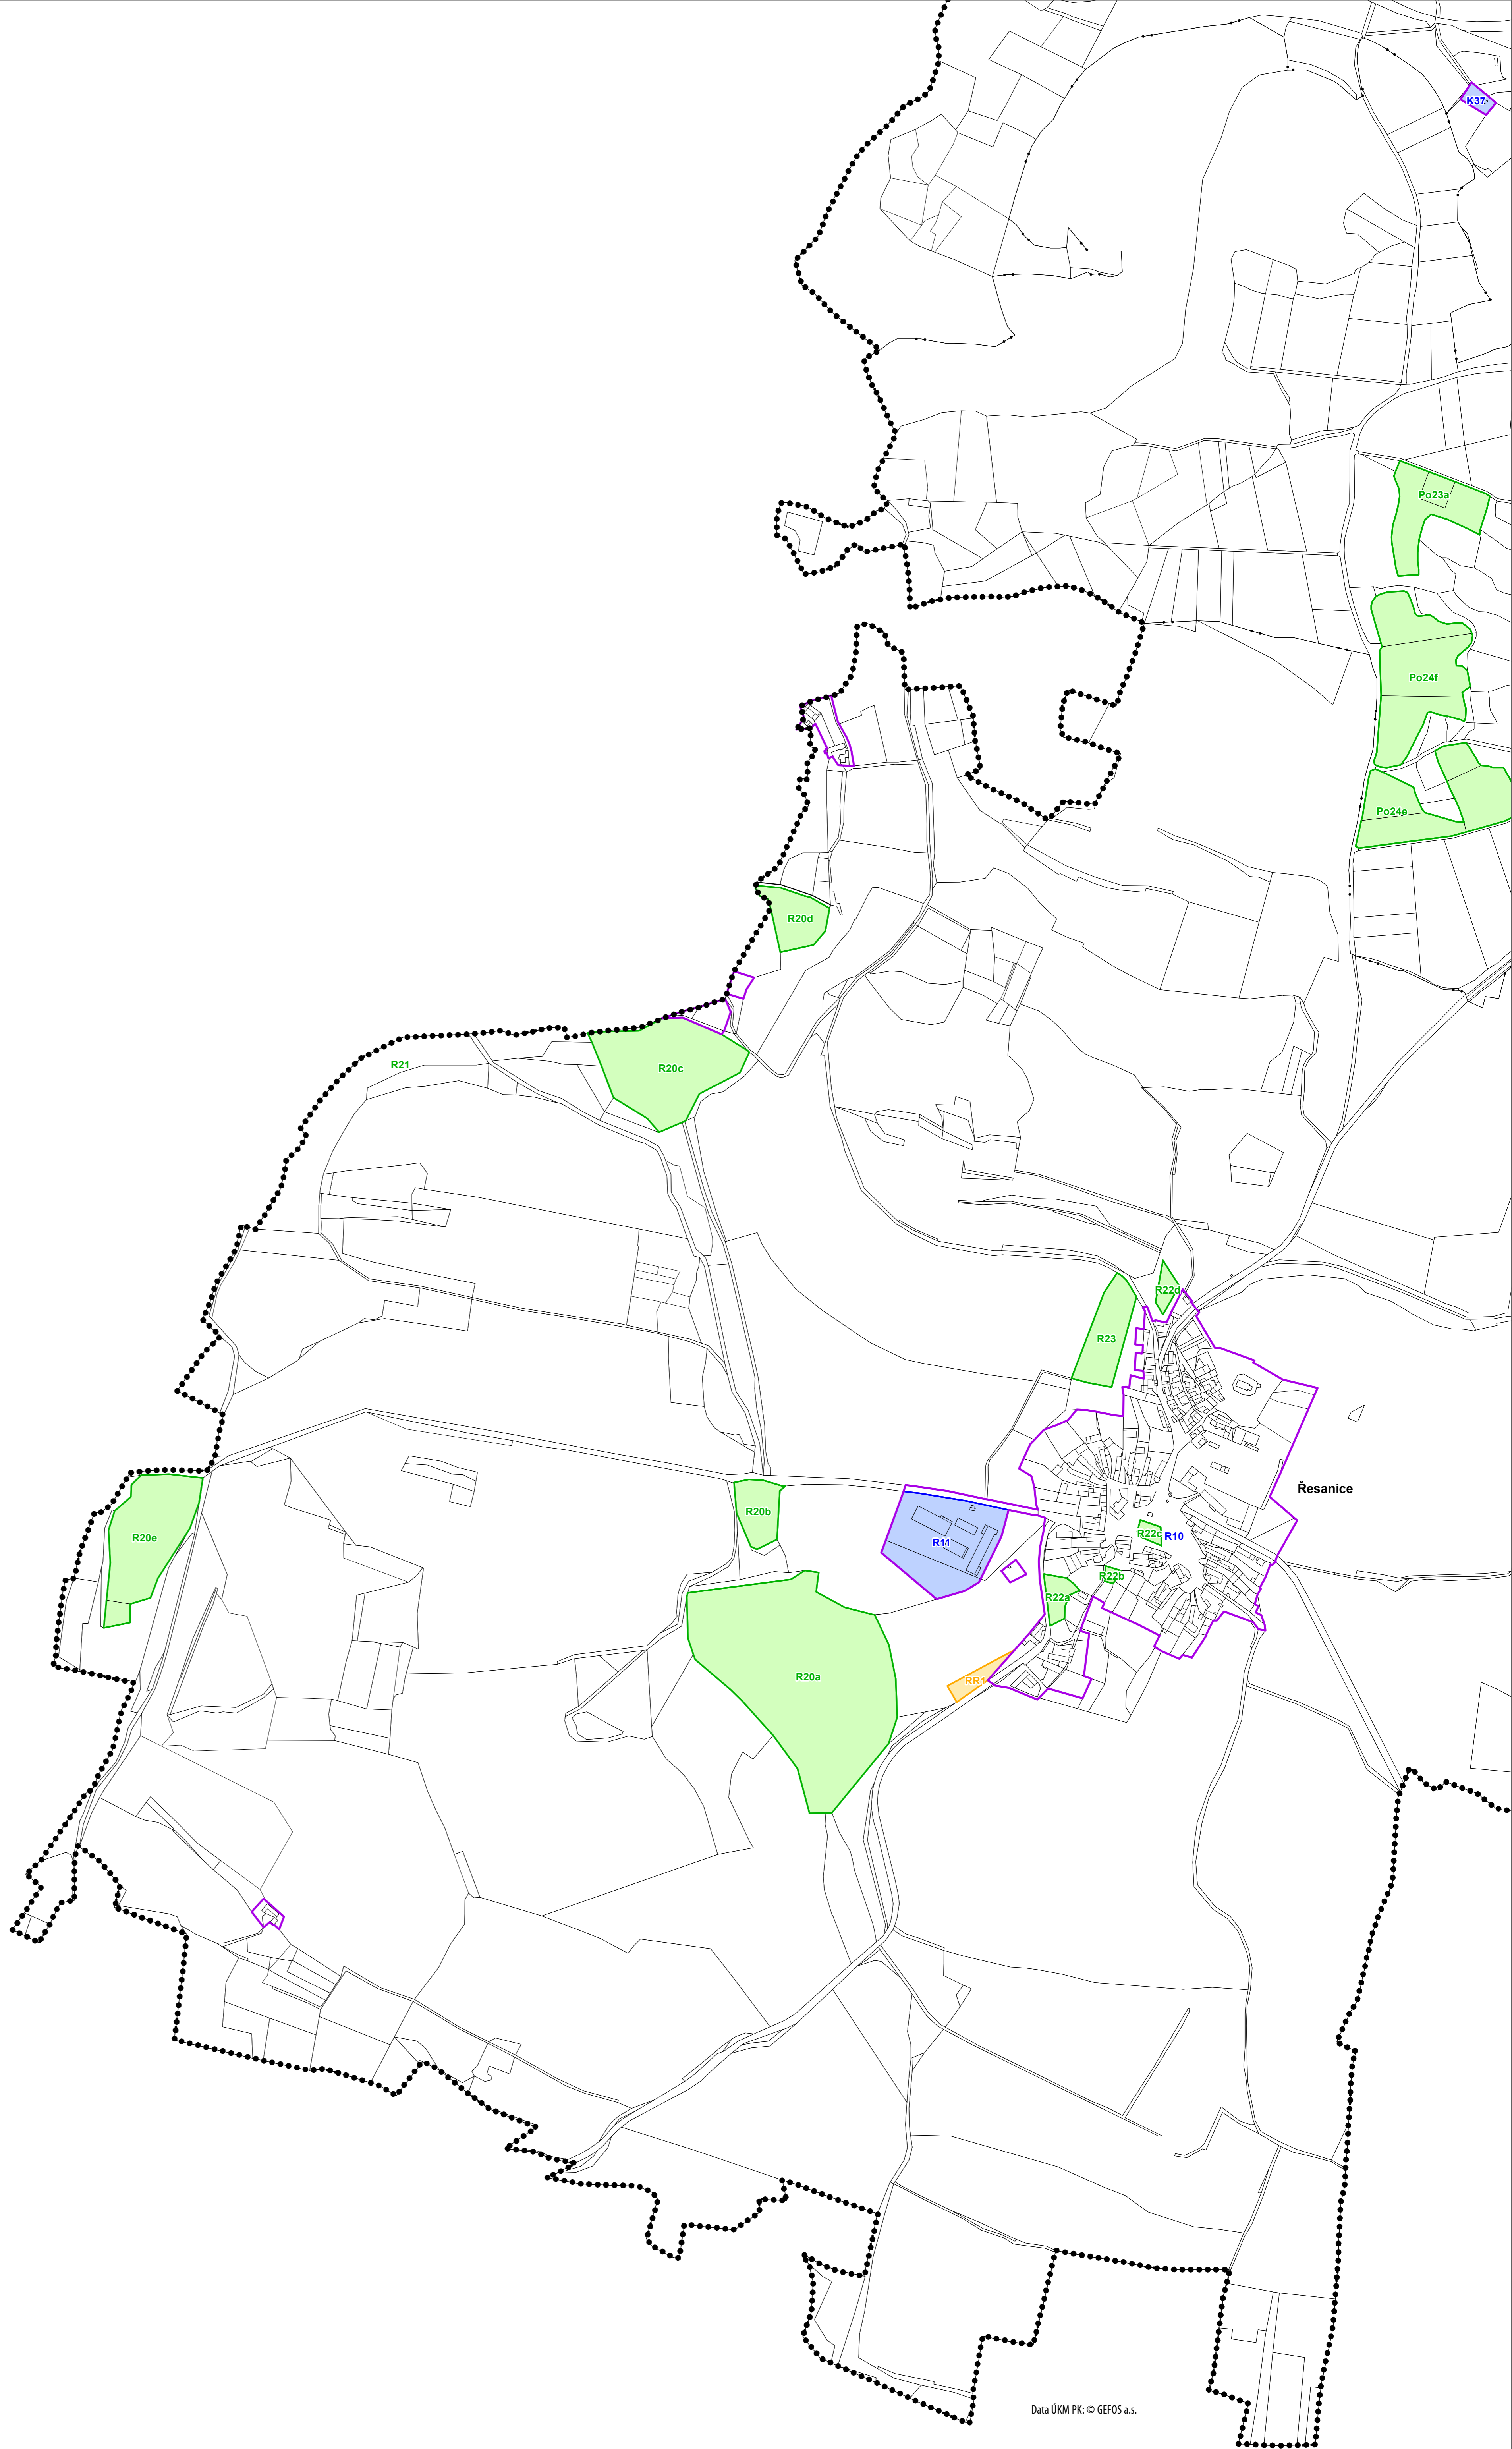 K37
Po23a
Po24f
Po24e
R20d
R21
R20c
R22d
R23
Řesanice
R20b
R11
R22c
R10
R20e
R22b
R22a
R20a
RR1
Data ÚKM PK: © GEFOS a.s.